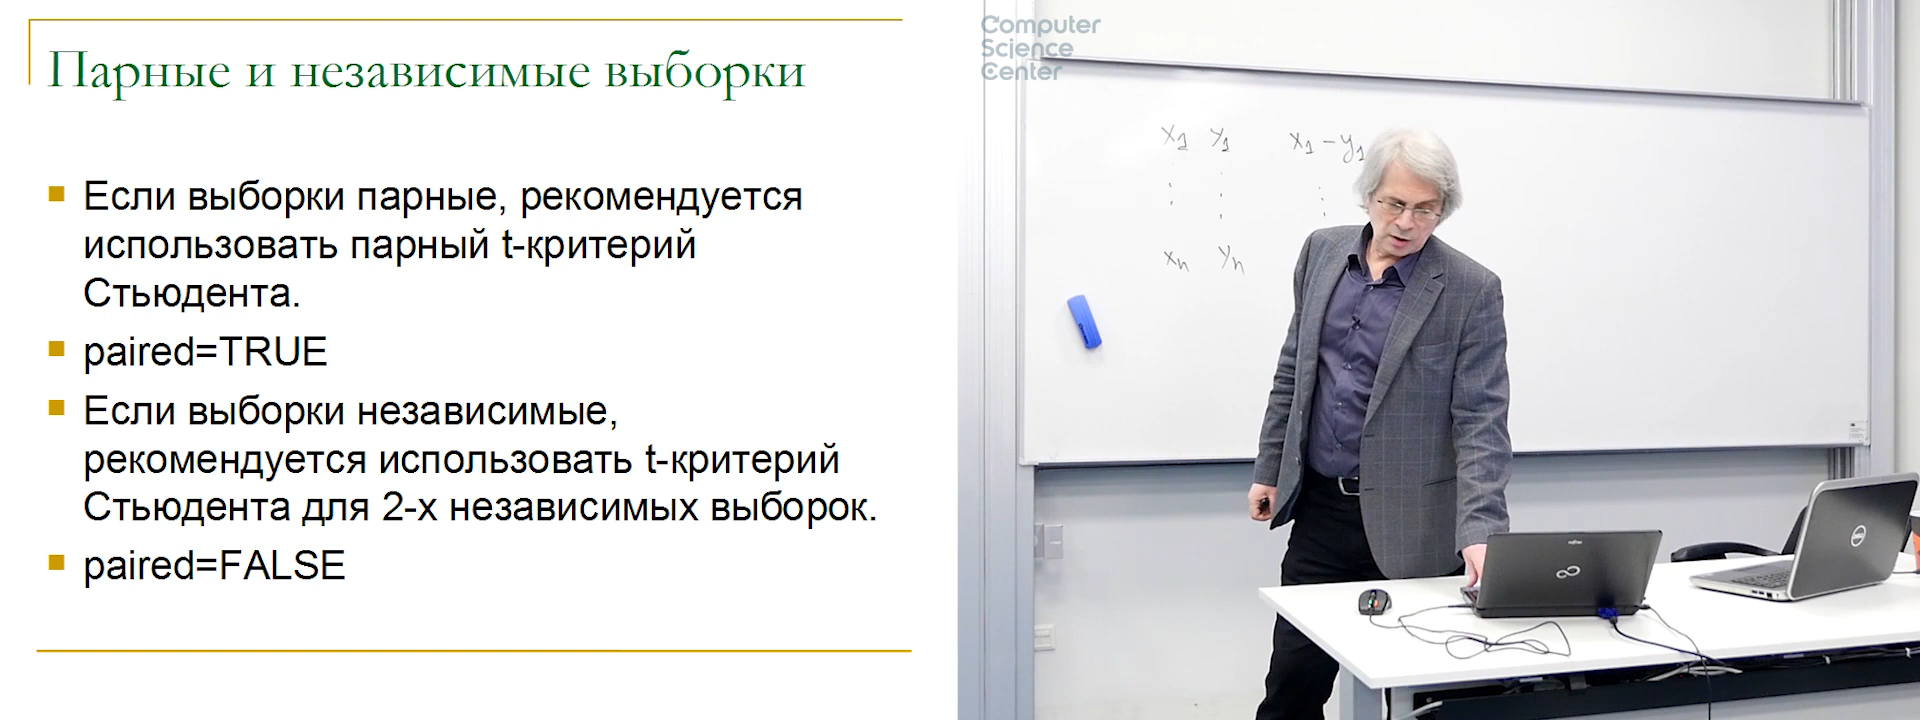 Парные и независимые выборки
Если выборки парные, рекомендуется
использовать парный t-критерий
Стьюдента.
paired=TRUE
Если выборки независимые,
рекомендуется использовать t-критерий
Стьюдента для 2-х независимых выборок.
paired=FALSE
Computer
Science
Center
x1 y1 x1 - y1
xn yn
DELL